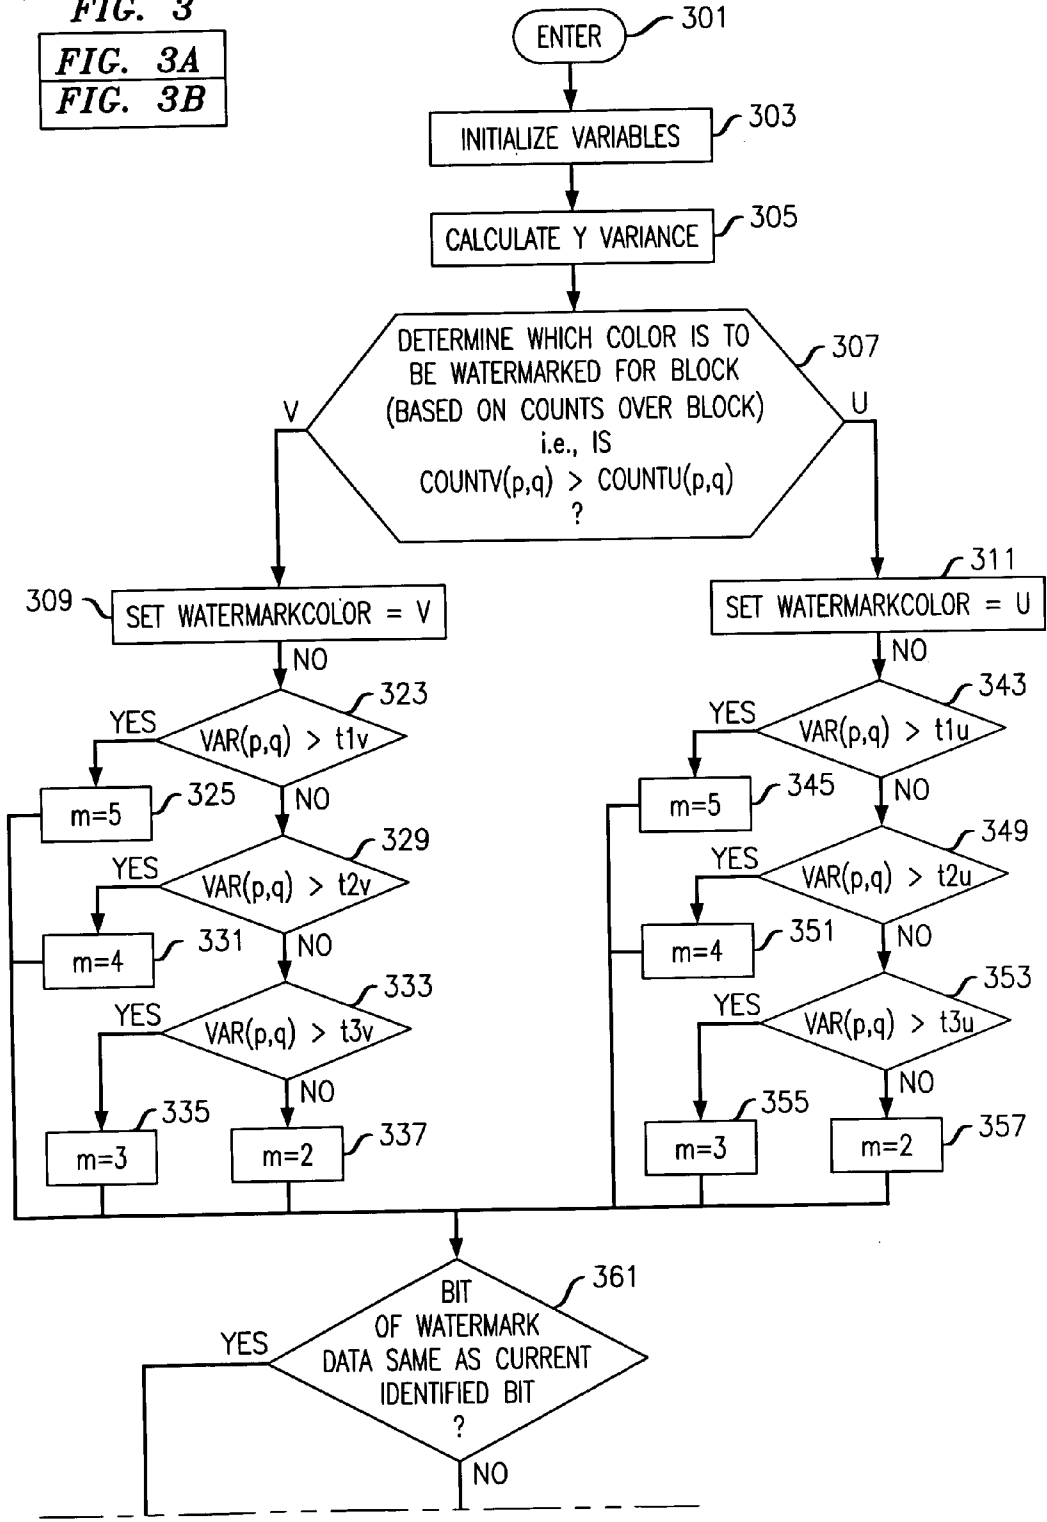 FIG. 3
FIG. 3A
FIG. 3B
ENTER
301
INITIALIZE VARIABLES
303
CALCULATE Y VARIANCE
305
DETERMINE WHICH COLOR IS TO
BE WATERMARKED FOR BLOCK
(BASED ON COUNTS OVER BLOCK)
i.e., IS
COUNTV(p,q) > COUNTU(p,q)
?
307
V
U
309
SET WATERMARKCOLOR = V
311
SET WATERMARKCOLOR = U
NO
NO
323
YES
VAR(p,q) > t1v
343
YES
VAR(p,q) > t1u
325
m=5
NO
345
m=5
NO
329
YES
VAR(p,q) > t2v
349
YES
VAR(p,q) > t2u
331
m=4
NO
351
m=4
NO
333
YES
VAR(p,q) > t3v
353
YES
VAR(p,q) > t3u
NO
NO
335
m=3
337
m=2
355
m=3
357
m=2
361
BIT
OF WATERMARK
DATA SAME AS CURRENT
IDENTIFIED BIT
?
YES
NO